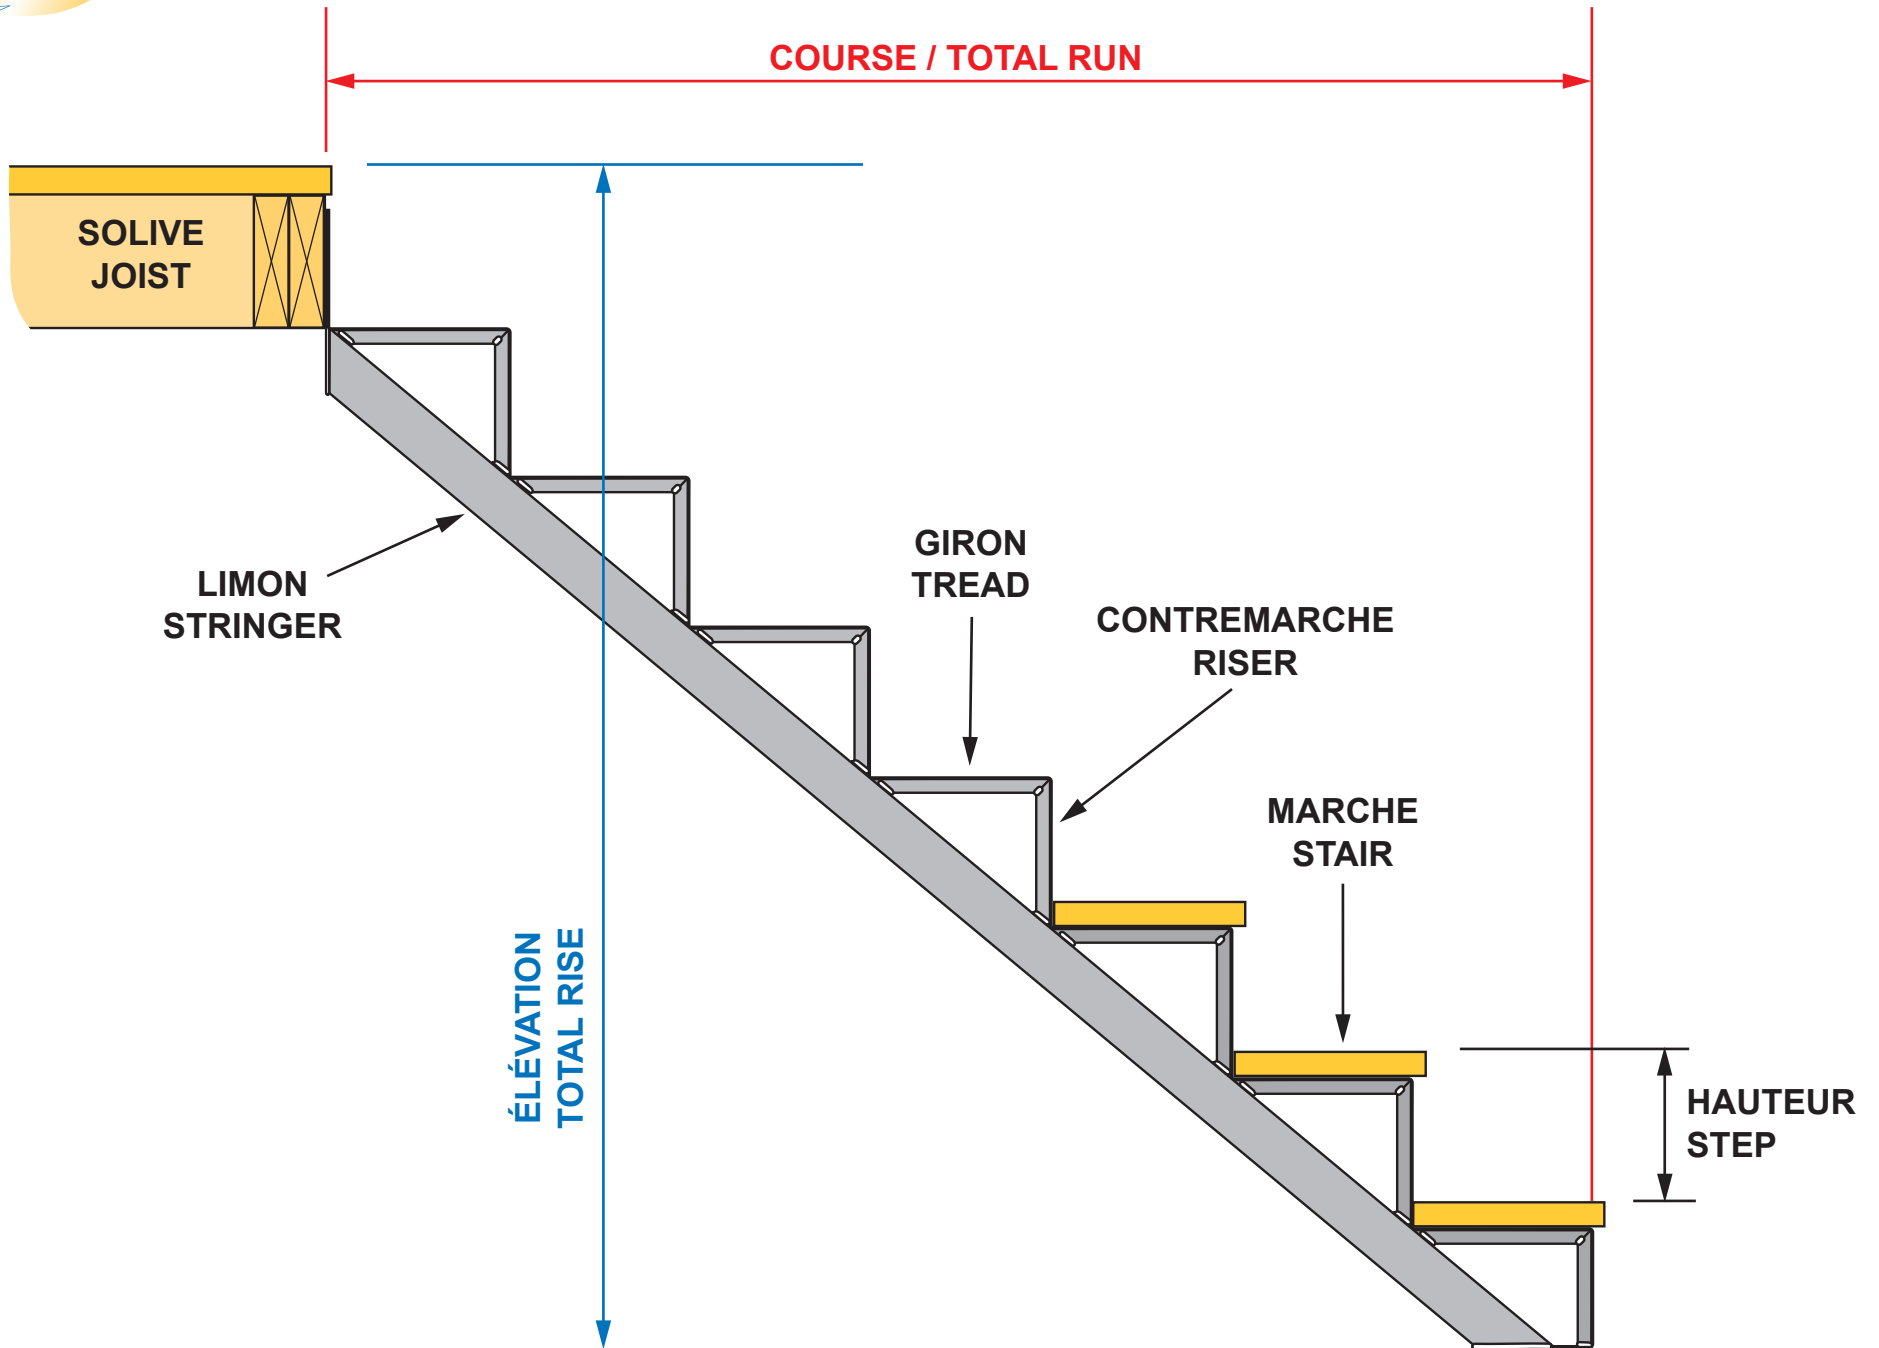 COURSE / TOTAL RUN
SOLIVE
JOIST
LIMON
STRINGER
GIRON
TREAD
CONTREMARCHE
RISER
MARCHE
STAIR
ÉLÉVATION
TOTAL RISE
HAUTEUR
STEP